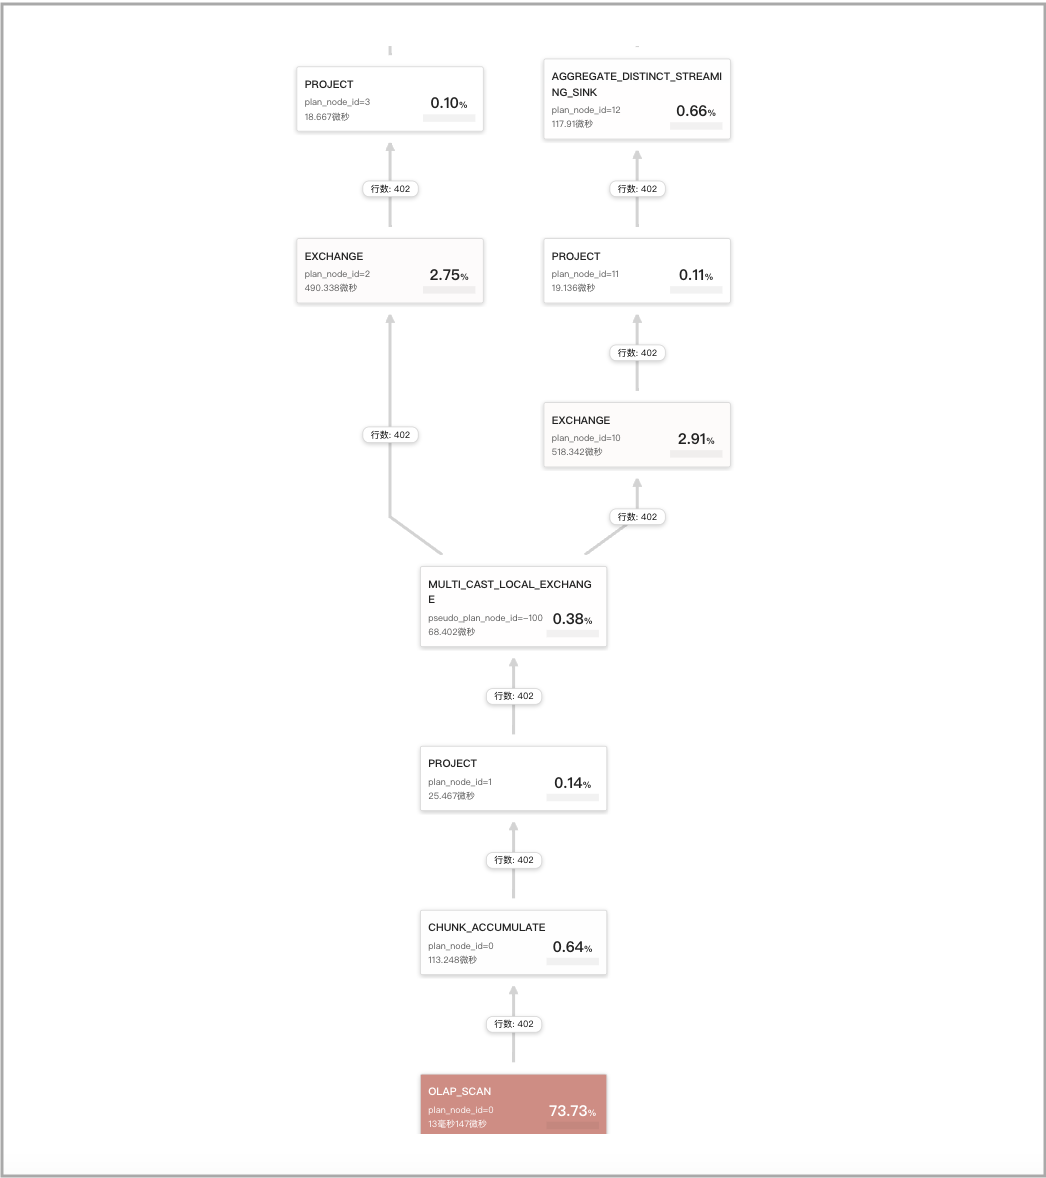 PROJECT
plan_node_id=3
18.667微秒
0.10%
AGGREGATE_DISTINCT_STREAMI
NG_SINK
plan_node_id=12
117.91微秒
0.66%
行数: 402
行数: 402
EXCHANGE
plan_node_id=2
490.338微秒
2.75%
PROJECT
plan_node_id=11
19.136微秒
0.11%
行数: 402
EXCHANGE
plan_node_id=10
518.342微秒
2.91%
行数: 402
行数: 402
MULTI_CAST_LOCAL_EXCHANG
E
pseudo_plan_node_id=-100
68.402微秒
0.38%
行数: 402
PROJECT
plan_node_id=1
25.467微秒
0.14%
行数: 402
CHUNK_ACCUMULATE
plan_node_id=0
113.248微秒
0.64%
行数: 402
OLAP_SCAN
plan_node_id=0
13毫秒147微秒
73.73%